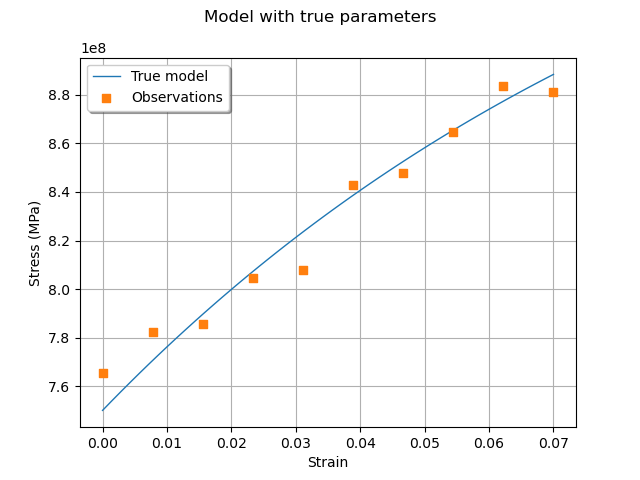 Model with true parameters
1e8
True model
Observations
8.8
8.6
8.4
8.2
8.0
7.8
7.6
Stress (MPa)
0.00 0.01 0.02 0.03 0.04 0.05 0.06 0.07
Strain